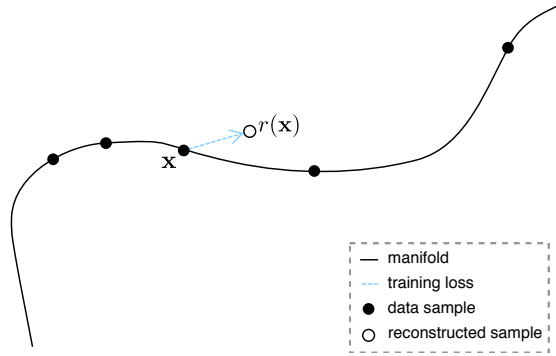 r(x)
x
manifold
training loss
data sample
reconstructed sample